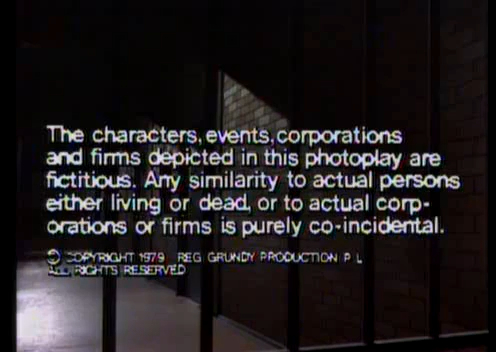 The characters, events, corporations
and firms depicted in this photoplay are
fictitious. Any similarity to actual persons
either living or dead, or to actual corp-
orations or firms is purely co-incidental.
© COPYRIGHT 1979 REG GRUNDY PRODUCTION P L
ALL RIGHTS RESERVED